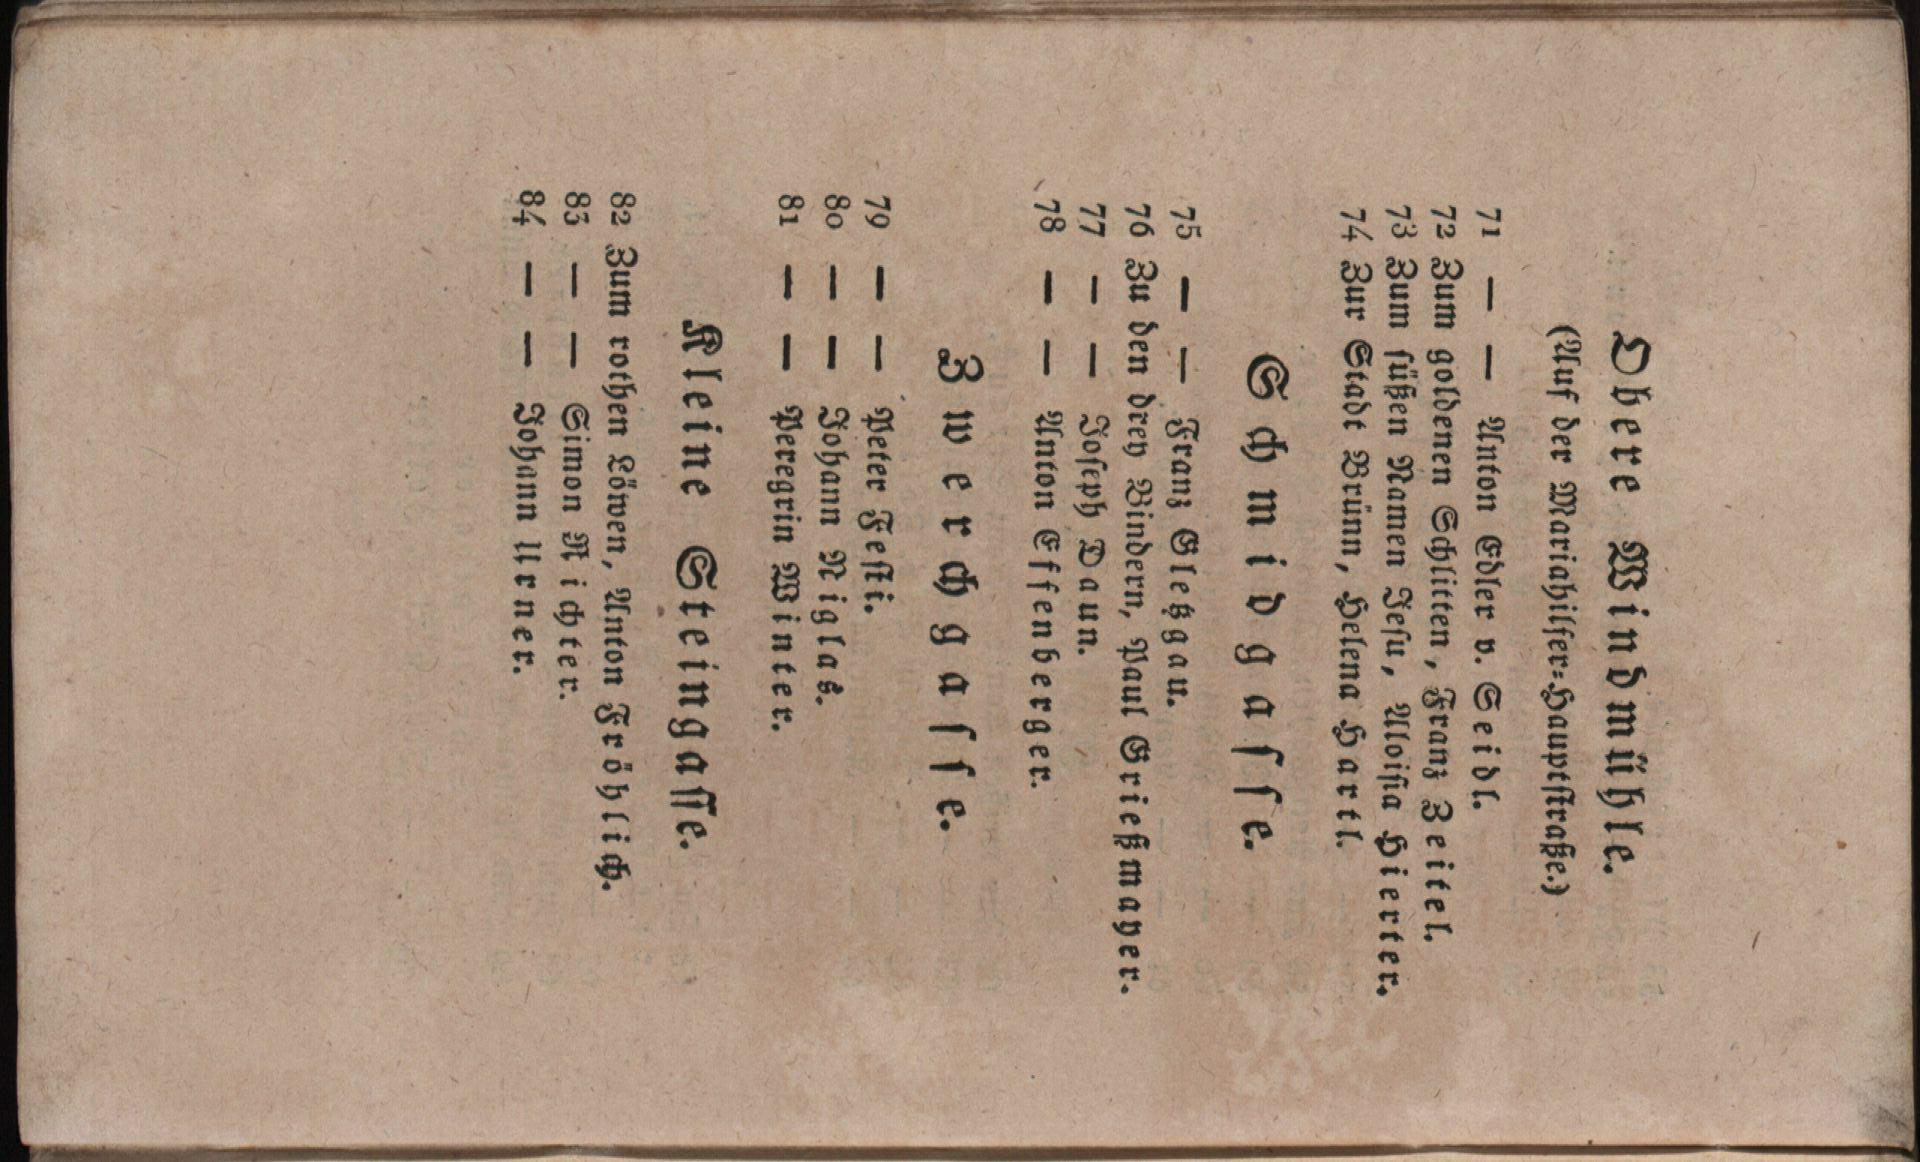 Obere Windmühle.
(Auf der Mariahilfer-Hauptstraße.)
71 — — Anton Edler v. Seidl.
72 Zum goldenen Schlitten, Franz Zeitel.
73 Zum süßen Namen Jesu, Aloisia Hierter.
74 Zur Stadt Brünn, Helena Hartl.
Schmidgasse.
75 — — Franz Gletzgau.
76 Zu den drey Bindern, Paul Grießmayer.
77 — — Joseph Daun.
78 — — Anton Effenberger.
Zwerchgasse.
79 — — Peter Festi.
80 — — Johann Niglas.
81 — — Peregrin Winter.
Kleine Steingasse.
82 Zum rothen Löwen, Anton Fröhlich.
83 — — Simon Richter.
84 — — Johann Urner.